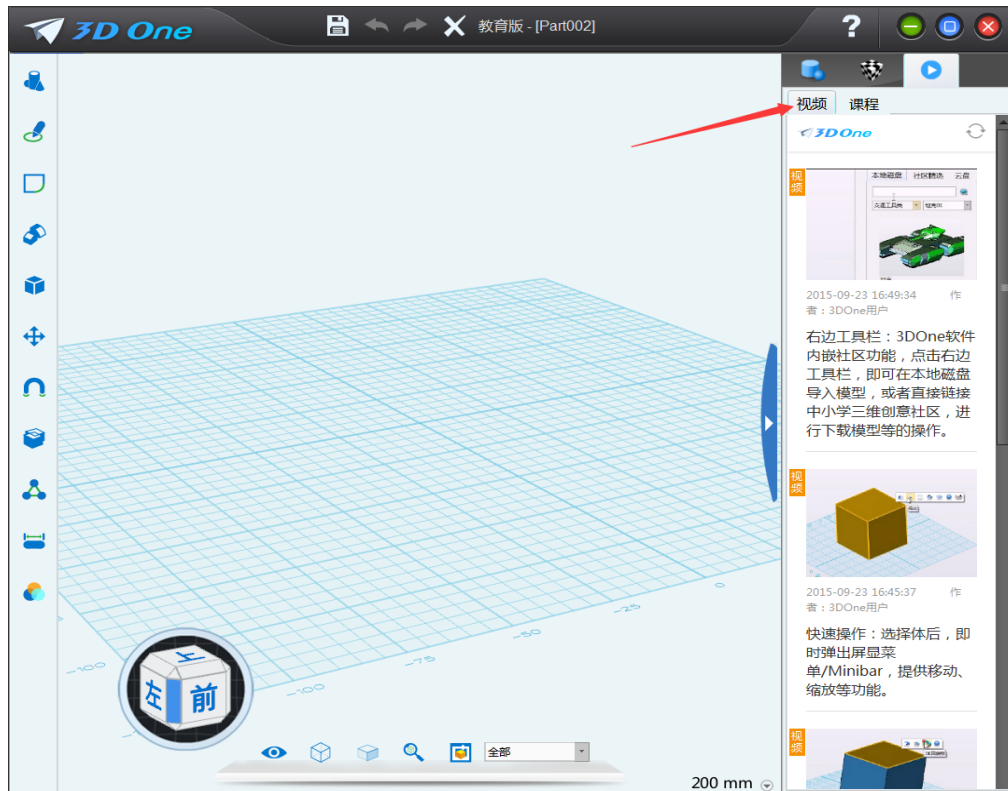 3D One
教育版 - [Part002]
?
视频
课程
3DOne
视
频
本地磁盘
社区精选
云盘
交通工具类
2015-09-23 16:49:34 作
者：3DOne用户
右边工具栏：3DOne软件
内嵌社区功能，点击右边
工具栏，即可在本地磁盘
导入模型，或者直接链接
中小学三维创意社区，进
行下载模型等的操作。
视
频
2015-09-23 16:45:37 作
者：3DOne用户
快速操作：选择体后，即
时弹出屏显菜
单/Minibar，提供移动、
缩放等功能。
视
频
0
-25
-50
-75
-100
-100
上
左
前
全部
200 mm